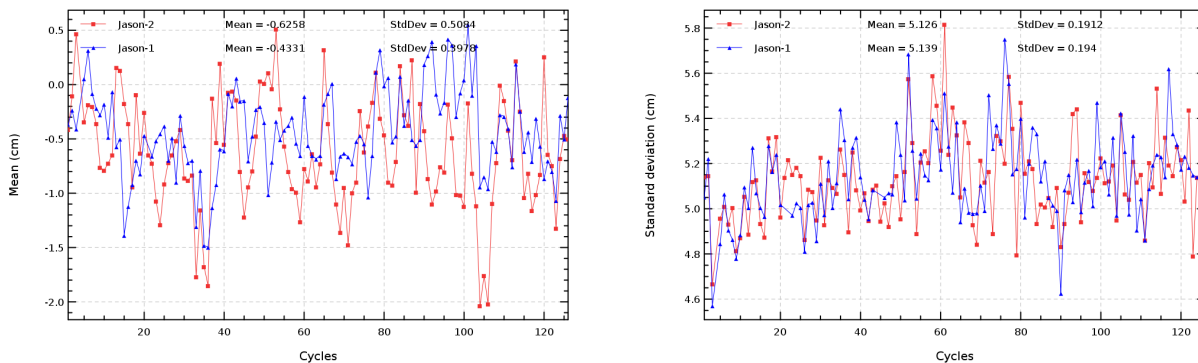 Jason-2 Mean = -0.6258 StdDev = 0.5084
Jason-1 Mean = -0.4331 StdDev = 0.3978
0.5
0.0
-0.5
-1.0
-1.5
-2.0
Mean (cm)
20 40 60 80 100 120
Cycles
Jason-2 Mean = 5.126 StdDev = 0.1912
Jason-1 Mean = 5.139 StdDev = 0.194
5.8
5.6
5.4
5.2
5.0
4.8
4.6
Standard deviation (cm)
20 40 60 80 100 120
Cycles